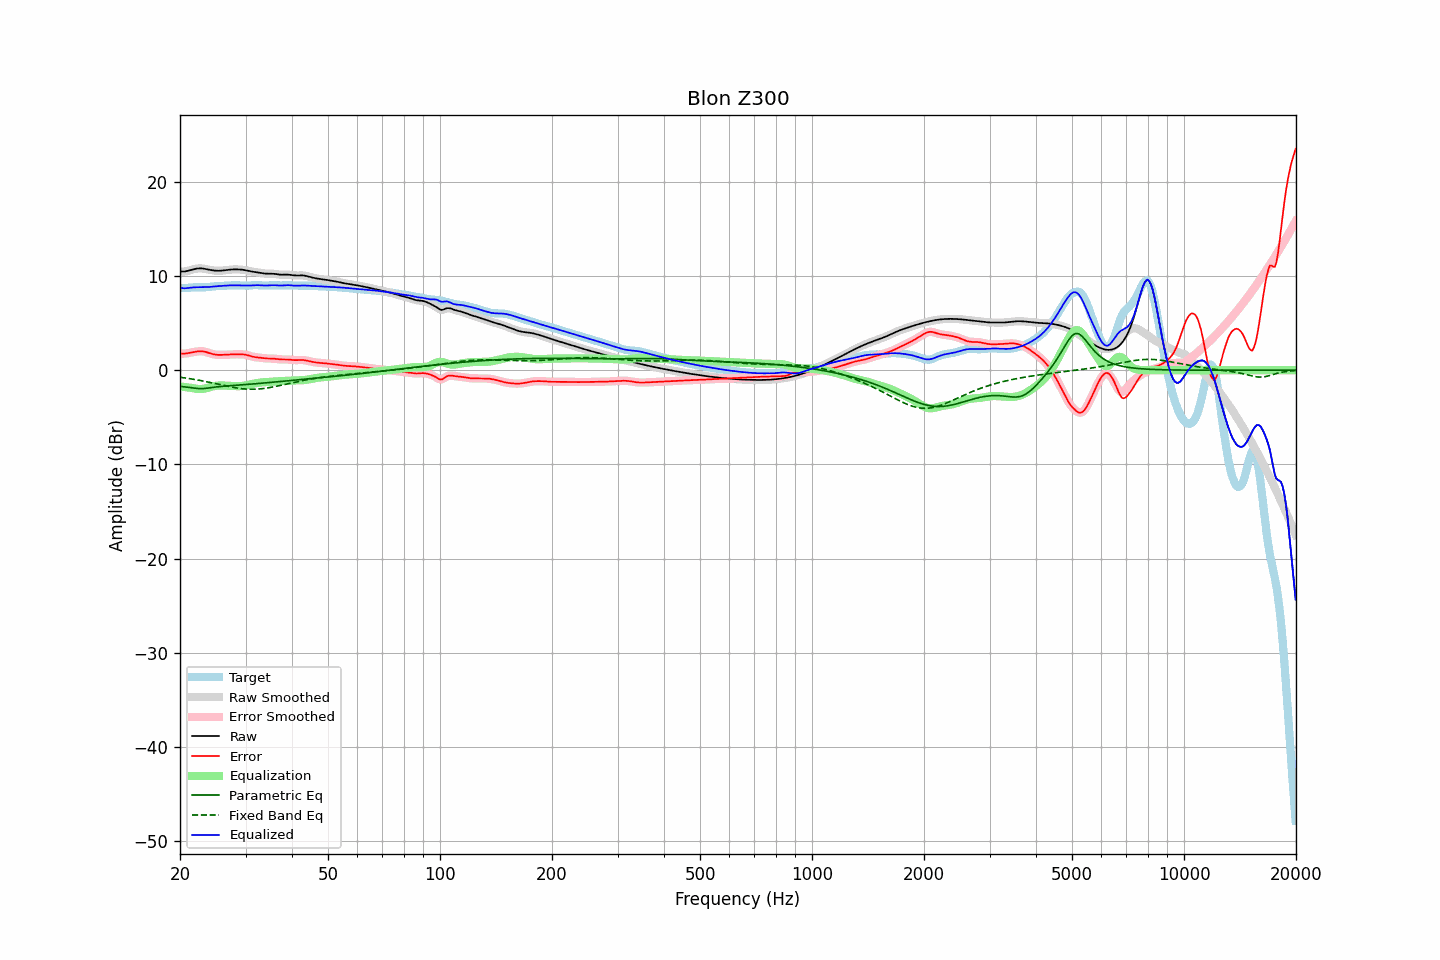 Blon Z300
Amplitude (dBr)
20
10
0
−10
−20
−30
−40
−50
Target
Raw Smoothed
Error Smoothed
Raw
Error
Equalization
Parametric Eq
Fixed Band Eq
Equalized
20 50 100 200 500 1000 2000 5000 10000 20000
Frequency (Hz)